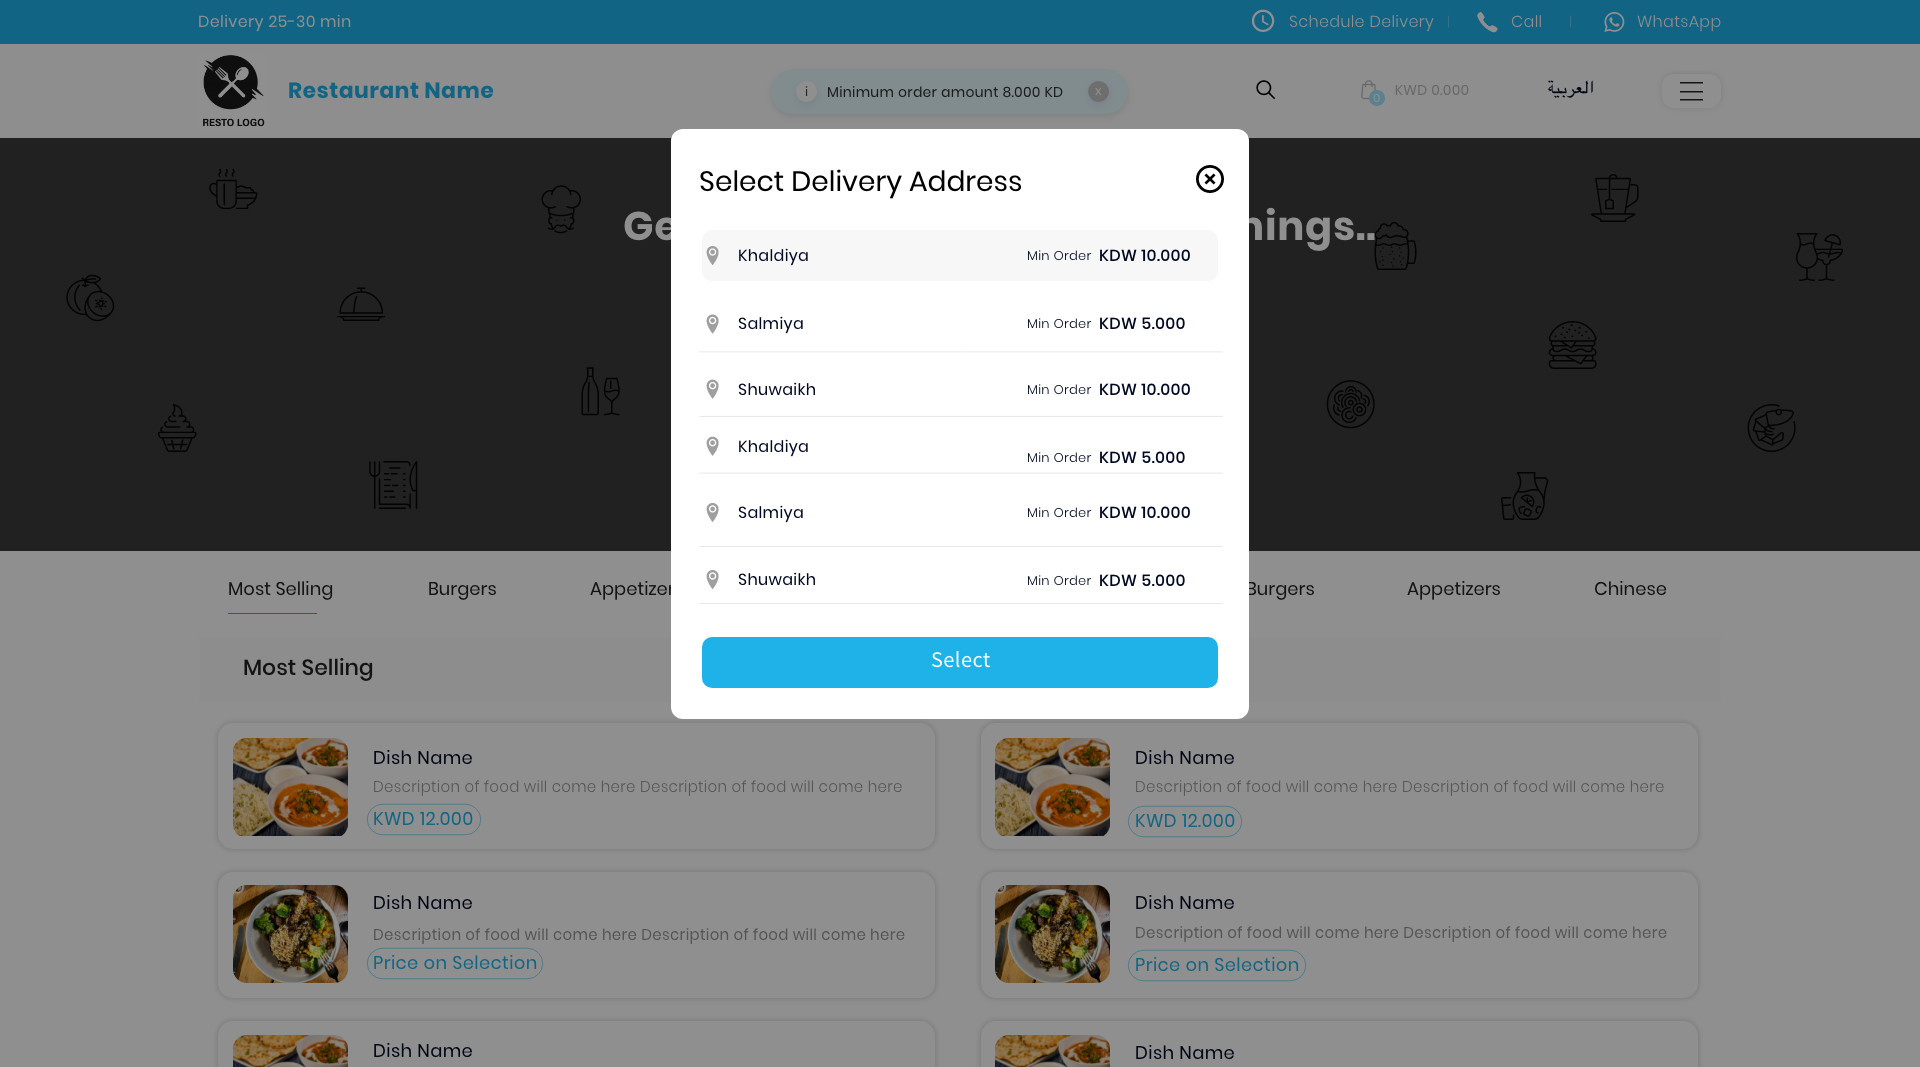 Delivery 25-30 min
Schedule Delivery
Call
WhatsApp
RESTO LOGO
Restaurant Name
i Minimum order amount 8.000 KD x
0 KWD 0.000
العربية
Select Delivery Address
Khaldiya Min Order KDW 10.000
Salmiya Min Order KDW 5.000
Shuwaikh Min Order KDW 10.000
Khaldiya Min Order KDW 5.000
Salmiya Min Order KDW 10.000
Shuwaikh Min Order KDW 5.000
Select
Most Selling
Burgers
Burgers
Appetizers
Chinese
Most Selling
Dish Name
Description of food will come here Description of food will come here
KWD 12.000
Dish Name
Description of food will come here Description of food will come here
KWD 12.000
Dish Name
Description of food will come here Description of food will come here
Price on Selection
Dish Name
Description of food will come here Description of food will come here
Price on Selection
Dish Name
Dish Name